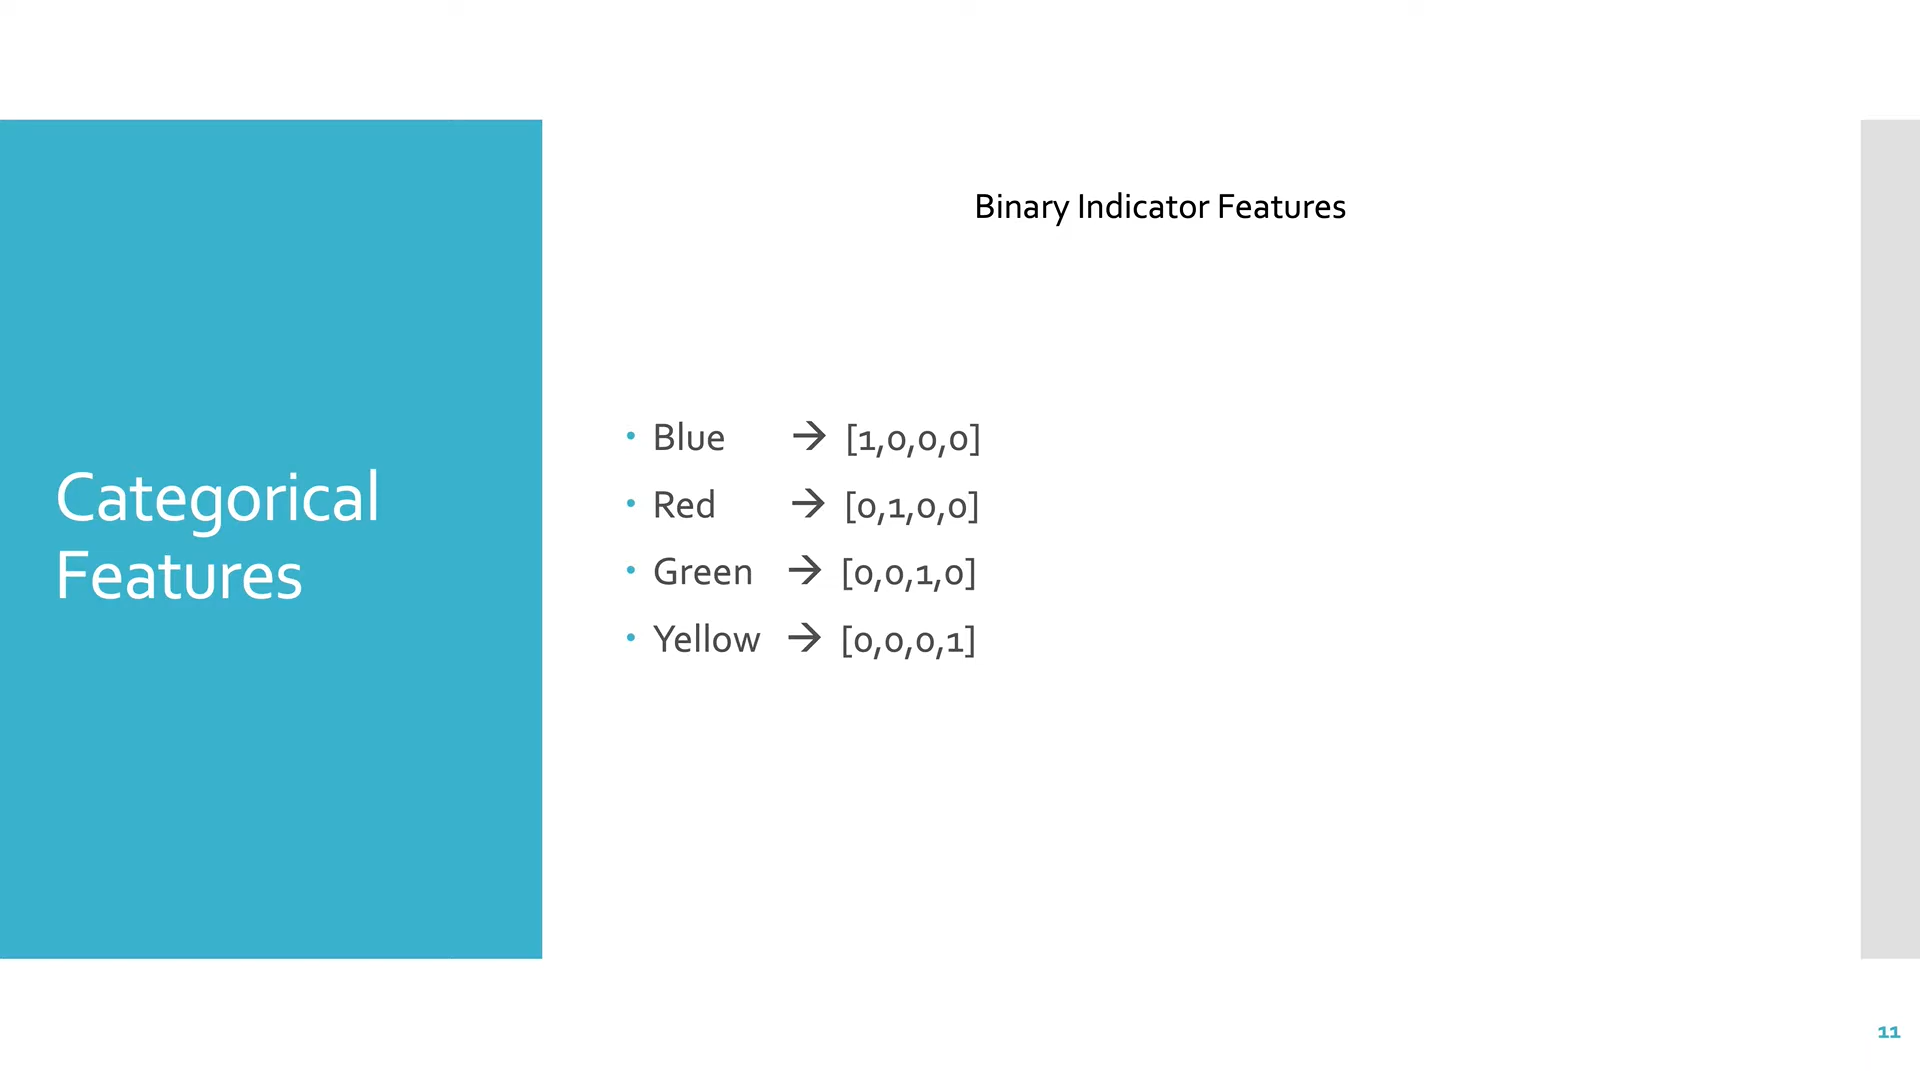 Categorical
Features
Binary Indicator Features
• Blue → [1,0,0,0]
• Red → [0,1,0,0]
• Green → [0,0,1,0]
• Yellow → [0,0,0,1]
11